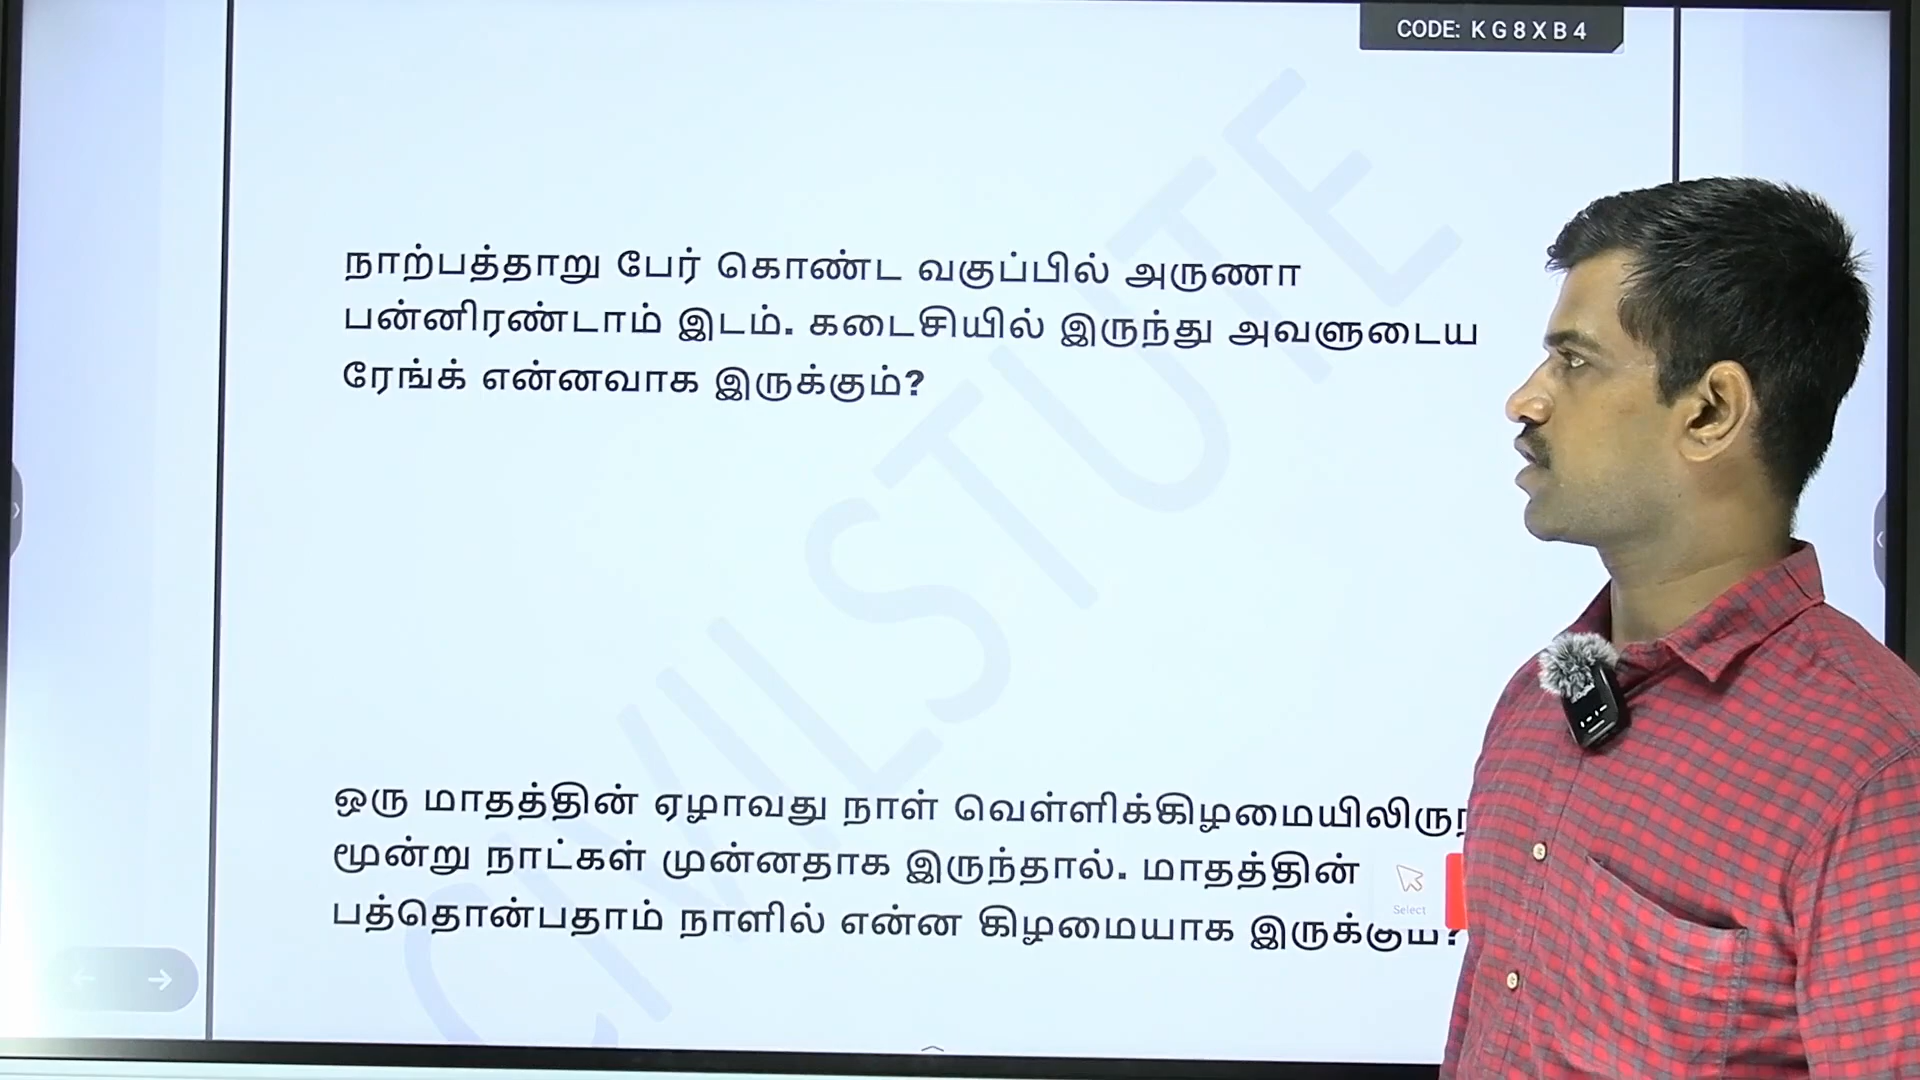 CODE: K G 8 X B 4
நாற்பத்தாறு பேர் கொண்ட வகுப்பில் அருணா
பன்னிரண்டாம் இடம். கடைசியில் இருந்து அவளுடைய
ரேங்க் என்னவாக இருக்கும்?
CIVILSTUTE
ஒரு மாதத்தின் ஏழாவது நாள்
மூன்று நாட்கள் முன்னதாக இருந்தால். மாதத்தின்
பத்தொன்பதாம் நாளில் என்ன கிழமையாக இருக்கும்?
Select